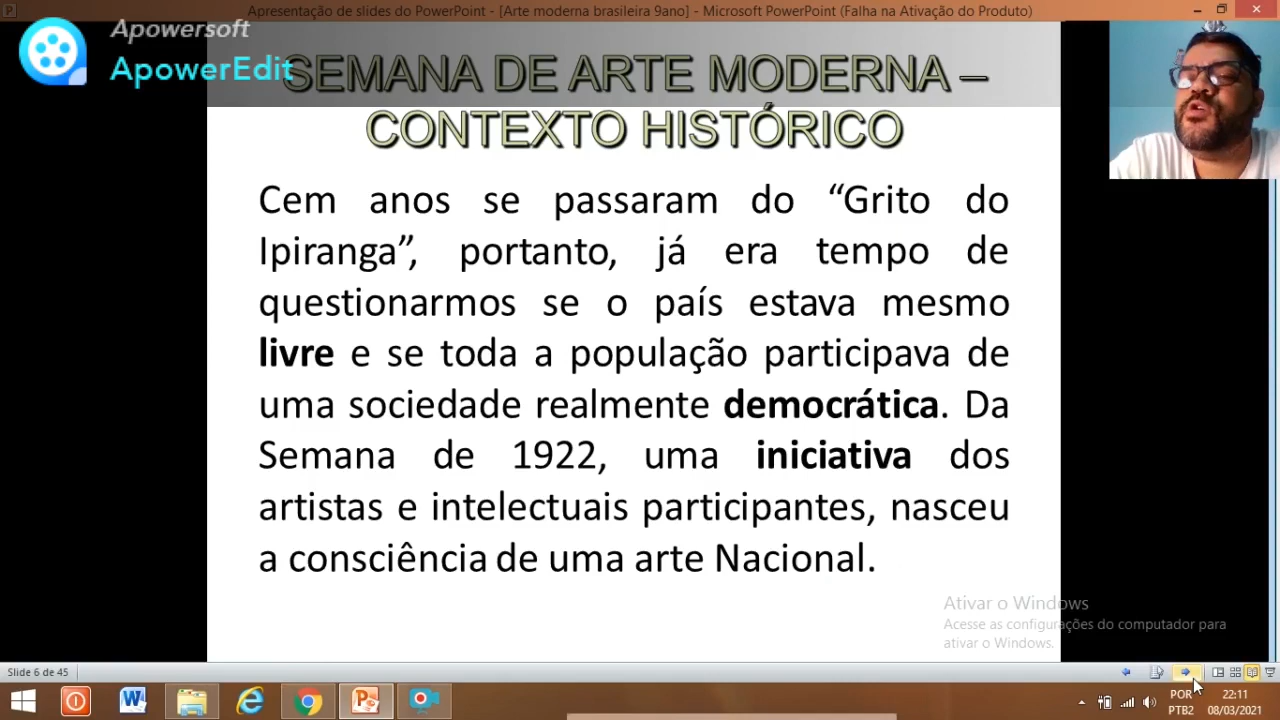 Apresentação de slides do PowerPoint - [Arte moderna brasileira 9ano] - Microsoft PowerPoint (Falha na Ativação do Produto)
Apowersoft
ApowerEdit
SEMANA DE ARTE MODERNA –
CONTEXTO HISTÓRICO
Cem anos se passaram do “Grito do
Ipiranga”, portanto, já era tempo de
questionarmos se o país estava mesmo
livre e se toda a população participava de
uma sociedade realmente democrática. Da
Semana de 1922, uma iniciativa dos
artistas e intelectuais participantes, nasceu
a consciência de uma arte Nacional.
Ativar o Windows
Acesse as configurações do computador para
ativar o Windows.
Slide 6 de 45
POR
PTB2
22:11
08/03/2021